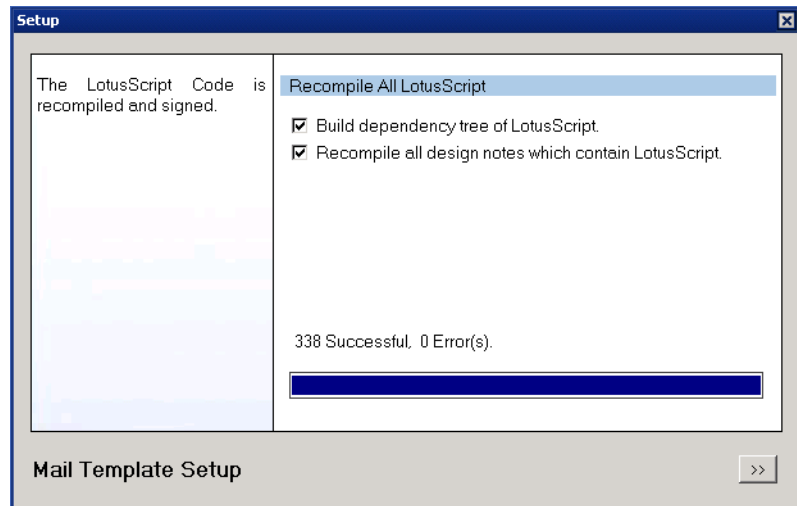 Setup
The LotusScript Code is
recompiled and signed.
Recompile All LotusScript
Build dependency tree of LotusScript.
Recompile all design notes which contain LotusScript.
338 Successful, 0 Error(s).
Mail Template Setup
>>